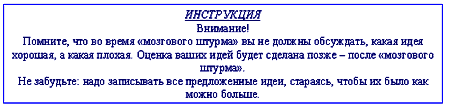 ИНСТРУКЦИЯ
Внимание!
Помните, что во время «мозгового штурма» вы не должны обсуждать, какая идея
хорошая, а какая плохая. Оценка ваших идей будет сделана позже – после «мозгового
штурма».
Не забудьте: надо записывать все предложенные идеи, стараясь, чтобы их было как
можно больше.